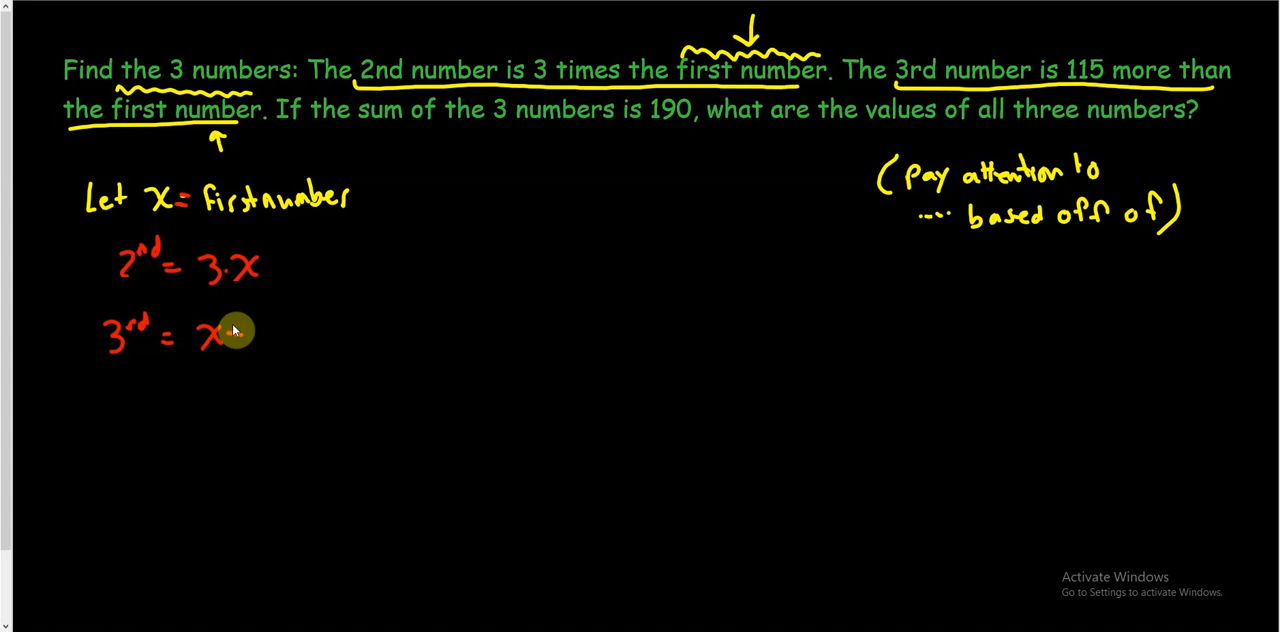 Find the 3 numbers: The 2nd number is 3 times the first number. The 3rd number is 115 more than
the first number. If the sum of the 3 numbers is 190, what are the values of all three numbers?
(Pay attention to
.... based off of)
Let x = first number
2nd = 3·x
3rd = x
Activate Windows
Go to Settings to activate Windows.